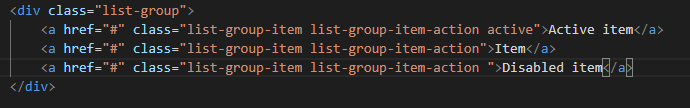 <div class="list-group">
    <a href="#" class="list-group-item list-group-item-action active">Active item</a>
    <a href="#" class="list-group-item list-group-item-action">Item</a>
    <a href="#" class="list-group-item list-group-item-action ">Disabled item</a>
</div>